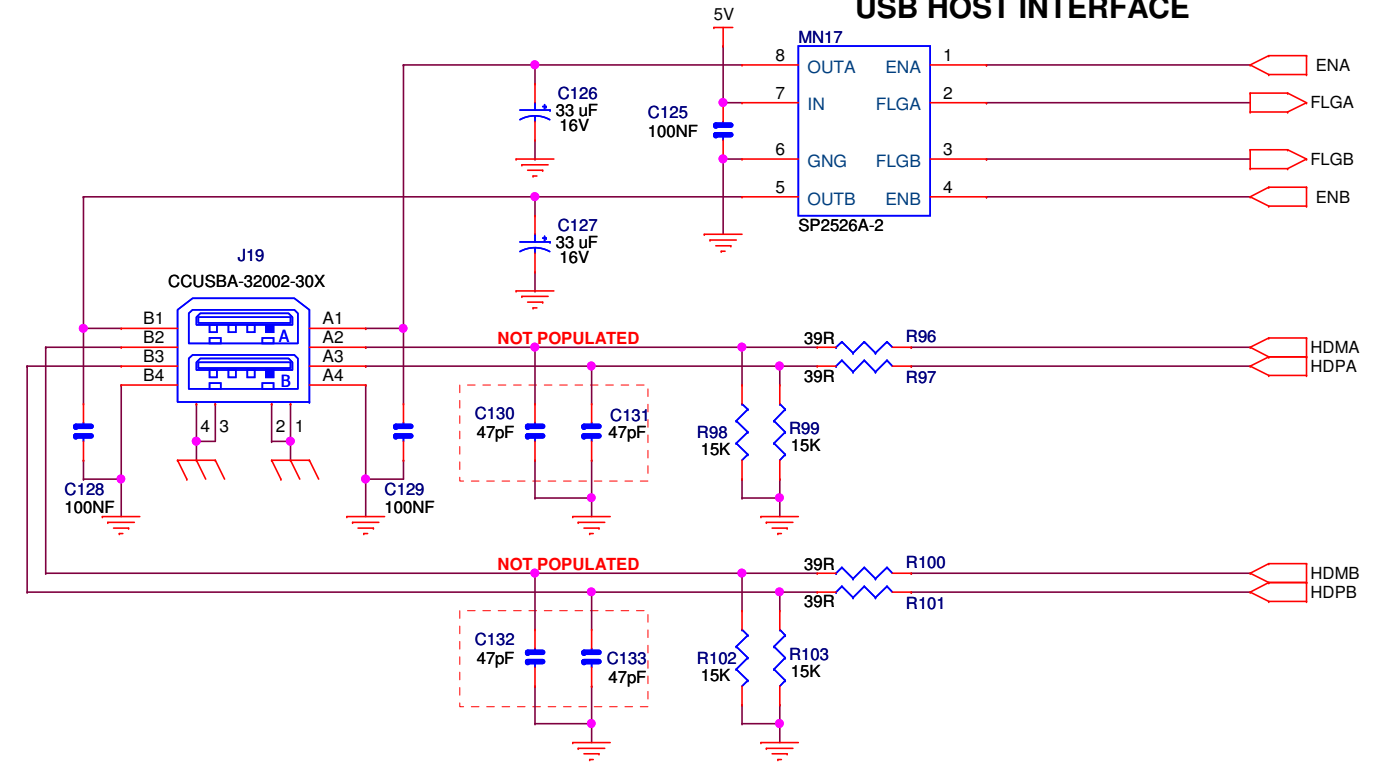 USB HOST INTERFACE
5V
MN17
8 OUTA ENA 1 ENA
7 IN FLGA 2 FLGA
6 GNG FLGB 3 FLGB
5 OUTB ENB 4 ENB
SP2526A-2
C125
100NF
C126
33 uF
16V
C127
33 uF
16V
J19
CCUSBA-32002-30X
B1 A1
B2 A2
B3 A3
B4 A4
A
B
4 3 2 1
C128
100NF
C129
100NF
NOT POPULATED
C130
47pF
C131
47pF
39R R96 HDMA
39R R97 HDPA
R98
15K
R99
15K
NOT POPULATED
C132
47pF
C133
47pF
39R R100 HDMB
39R R101 HDPB
R102
15K
R103
15K